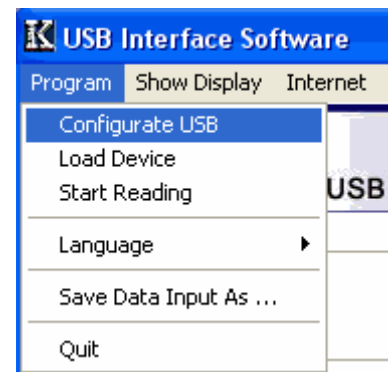 K USB Interface Software
Program Show Display Internet
Configurate USB
Load Device
Start Reading
USB
Language
Save Data Input As ...
Quit